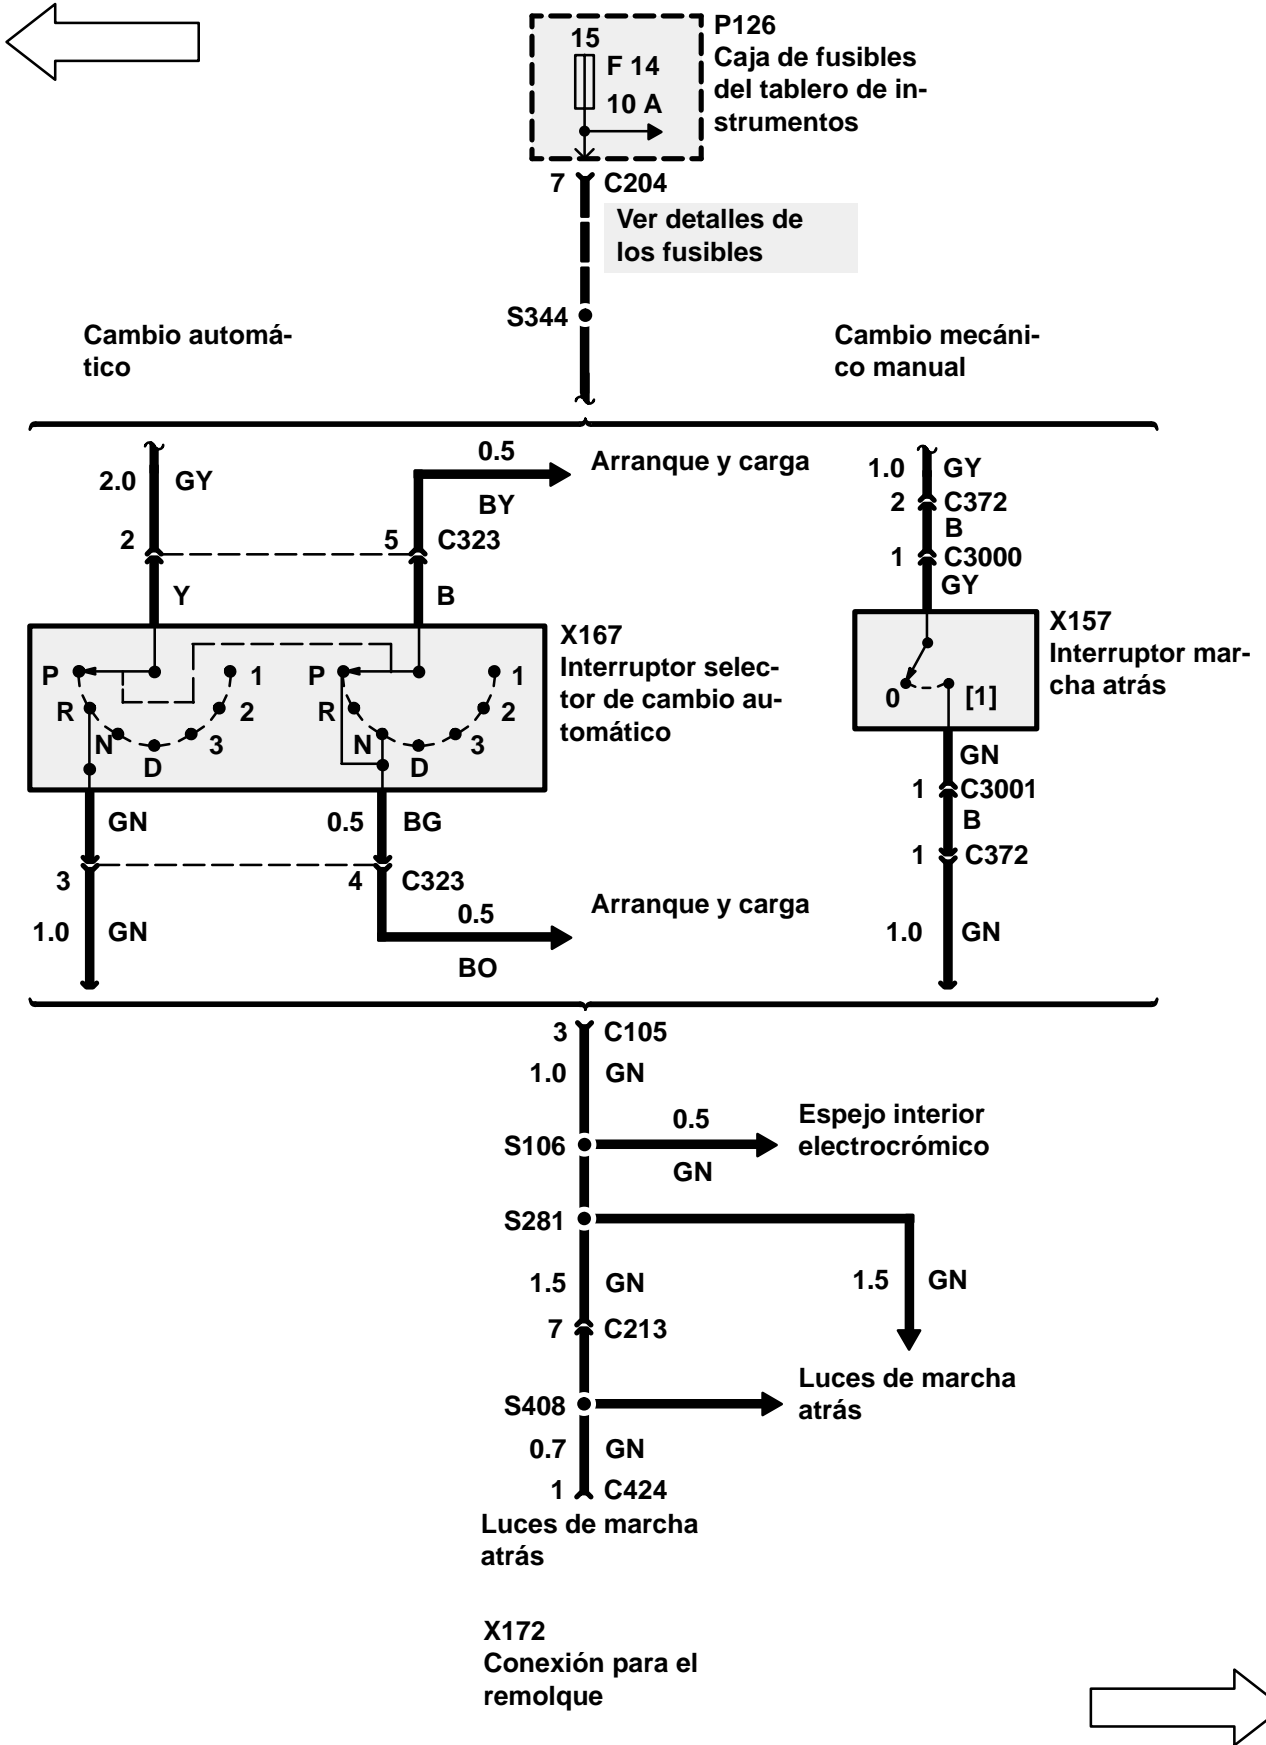 15
F 14
10 A
P126
Caja de fusibles
del tablero de in-
strumentos
7 C204
Ver detalles de
los fusibles
S344
Cambio automá-
tico
Cambio mecáni-
co manual
2.0 GY
0.5
BY
Arranque y carga
2
5 C323
Y
B
1.0 GY
2 C372
B
1 C3000
GY
P R N D 3 2 1
P R N D 3 2 1
X167
Interruptor selec-
tor de cambio au-
tomático
0 [1]
X157
Interruptor mar-
cha atrás
GN
0.5 BG
3
4 C323
1.0 GN
0.5
BO
Arranque y carga
GN
1 C3001
B
1 C372
1.0 GN
3 C105
1.0 GN
S106
0.5
GN
Espejo interior
electrocrómico
S281
1.5 GN
1.5 GN
7 C213
S408
Luces de marcha
atrás
0.7 GN
1 C424
Luces de marcha
atrás
X172
Conexión para el
remolque